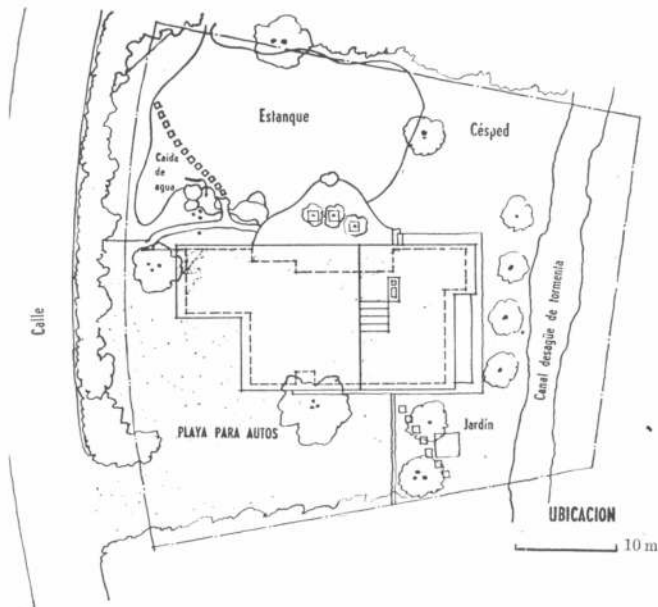 Estanque
Césped
Caida
de
agua
Calle
Canal desagüe de tormenta
PLAYA PARA AUTOS
Jardín
UBICACION
10 m